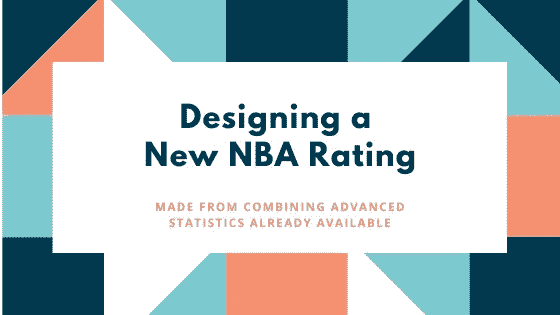 Designing a
New NBA Rating
MADE FROM COMBINING ADVANCED
STATISTICS ALREADY AVAILABLE